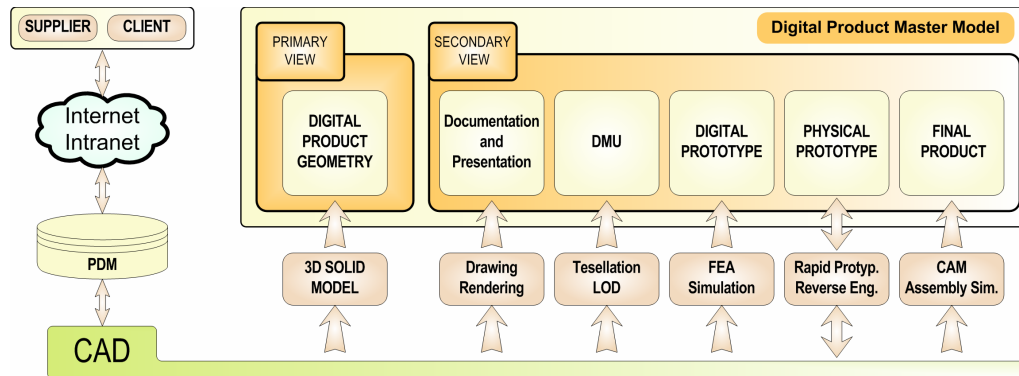 SUPPLIER
CLIENT
Internet
Intranet
PDM
CAD
Digital Product Master Model
PRIMARY
VIEW
DIGITAL
PRODUCT
GEOMETRY
3D SOLID
MODEL
SECONDARY
VIEW
Documentation
and
Presentation
DMU
DIGITAL
PROTOTYPE
PHYSICAL
PROTOTYPE
FINAL
PRODUCT
Drawing
Rendering
Tesellation
LOD
FEA
Simulation
Rapid Protyp.
Reverse Eng.
CAM
Assembly Sim.